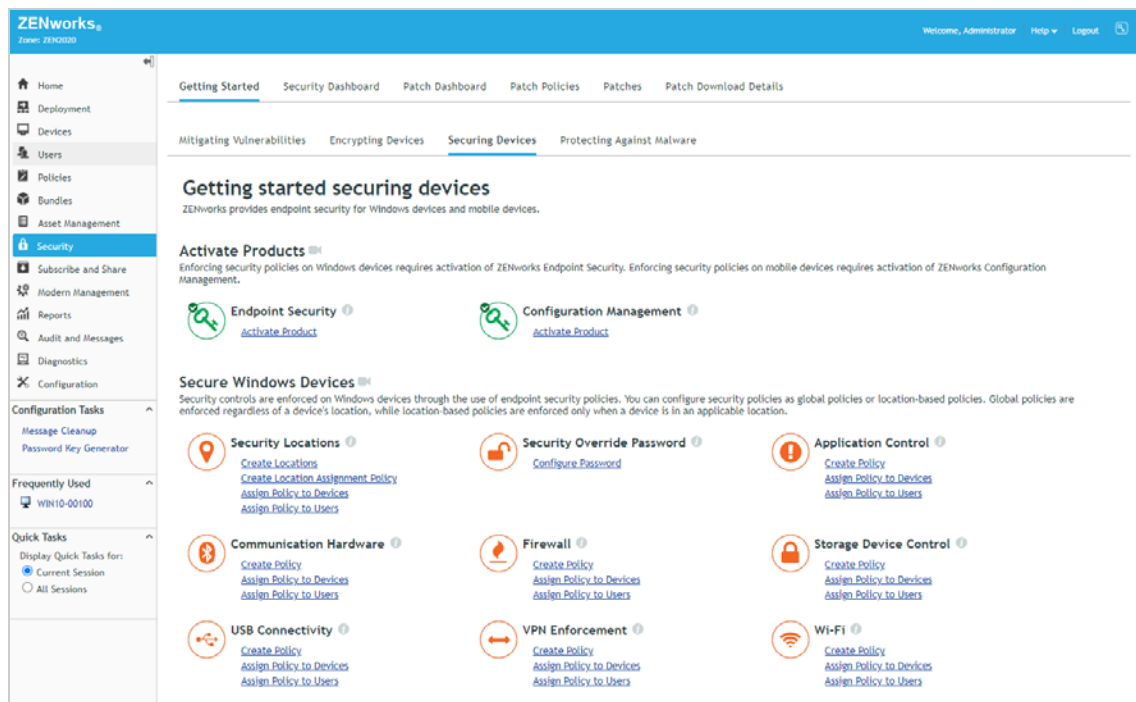 ZENworks®
Zone: ZEN2020
Welcome, Administrator Help Logout
Home
Deployment
Devices
Users
Policies
Bundles
Asset Management
Security
Subscribe and Share
Modern Management
Reports
Audit and Messages
Diagnostics
Configuration
Configuration Tasks
Message Cleanup
Password Key Generator
Frequently Used
WIN10-00100
Quick Tasks
Display Quick Tasks for:
Current Session
All Sessions
Getting Started Security Dashboard Patch Dashboard Patch Policies Patches Patch Download Details
Mitigating Vulnerabilities Encrypting Devices Securing Devices Protecting Against Malware
Getting started securing devices
ZENworks provides endpoint security for Windows devices and mobile devices.
Activate Products
Enforcing security policies on Windows devices requires activation of ZENworks Endpoint Security. Enforcing security policies on mobile devices requires activation of ZENworks Configuration
Management.
Endpoint Security
Activate Product
Configuration Management
Activate Product
Secure Windows Devices
Security controls are enforced on Windows devices through the use of endpoint security policies. You can configure security policies as global policies or location-based policies. Global policies are
enforced regardless of a device's location, while location-based policies are enforced only when a device is in an applicable location.
Security Locations
Create Locations
Create Location Assignment Policy
Assign Policy to Devices
Assign Policy to Users
Security Override Password
Configure Password
Application Control
Create Policy
Assign Policy to Devices
Assign Policy to Users
Communication Hardware
Create Policy
Assign Policy to Devices
Assign Policy to Users
Firewall
Create Policy
Assign Policy to Devices
Assign Policy to Users
Storage Device Control
Create Policy
Assign Policy to Devices
Assign Policy to Users
USB Connectivity
Create Policy
Assign Policy to Devices
Assign Policy to Users
VPN Enforcement
Create Policy
Assign Policy to Devices
Assign Policy to Users
Wi-Fi
Create Policy
Assign Policy to Devices
Assign Policy to Users